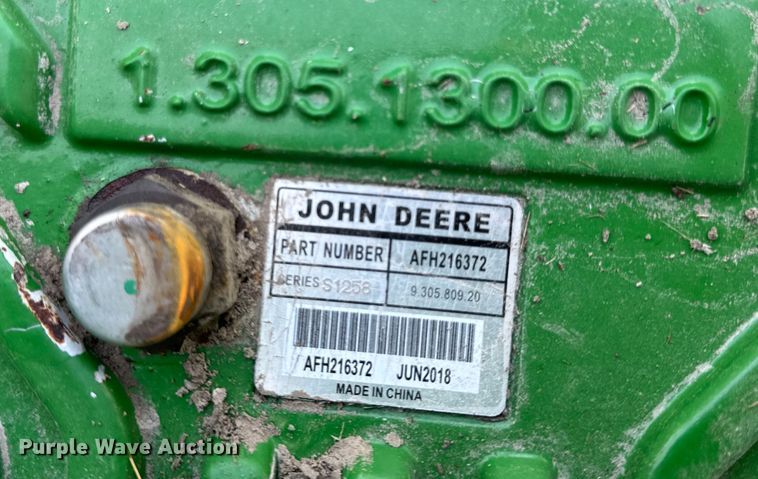 1.305.1300.00
JOHN DEERE
PART NUMBER AFH216372
SERIES S1258 9.305.809.20
AFH216372 JUN2018
MADE IN CHINA
Purple Wave Auction